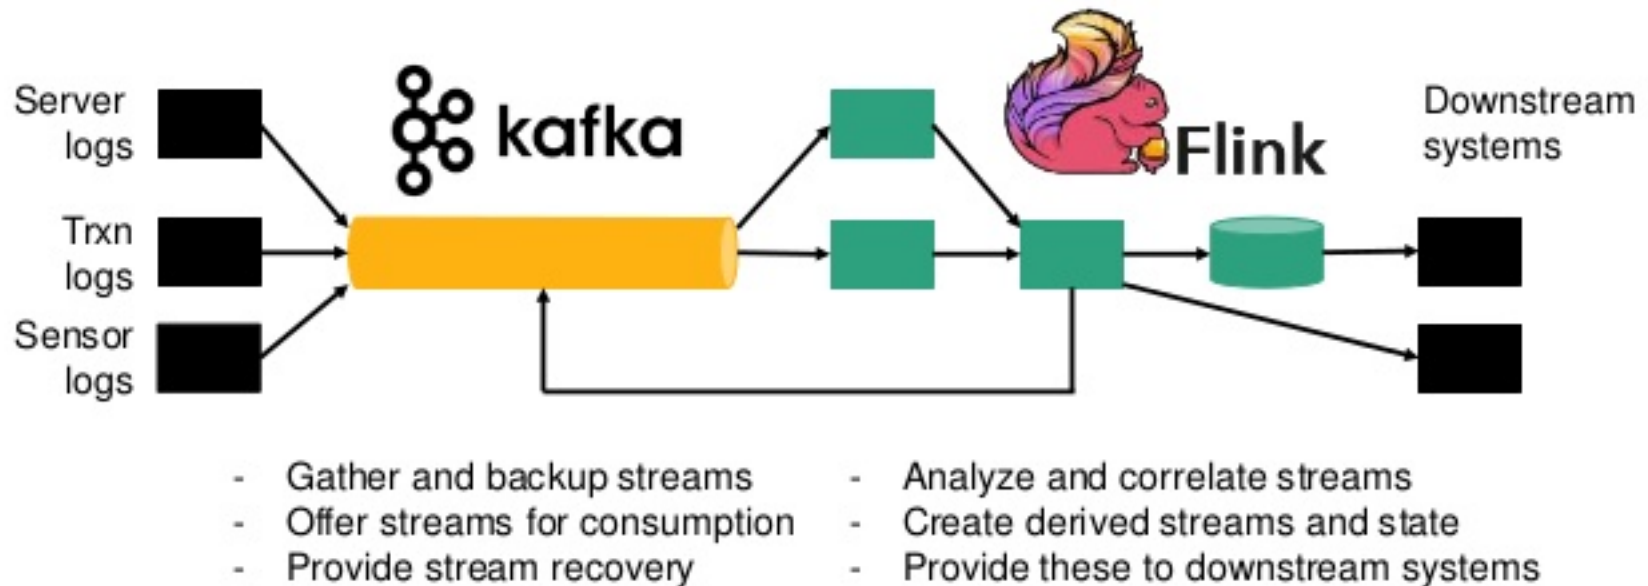 Server
logs
kafka
Flink
Downstream
systems
Trxn
logs
Sensor
logs
- Gather and backup streams
- Offer streams for consumption
- Provide stream recovery
- Analyze and correlate streams
- Create derived streams and state
- Provide these to downstream systems